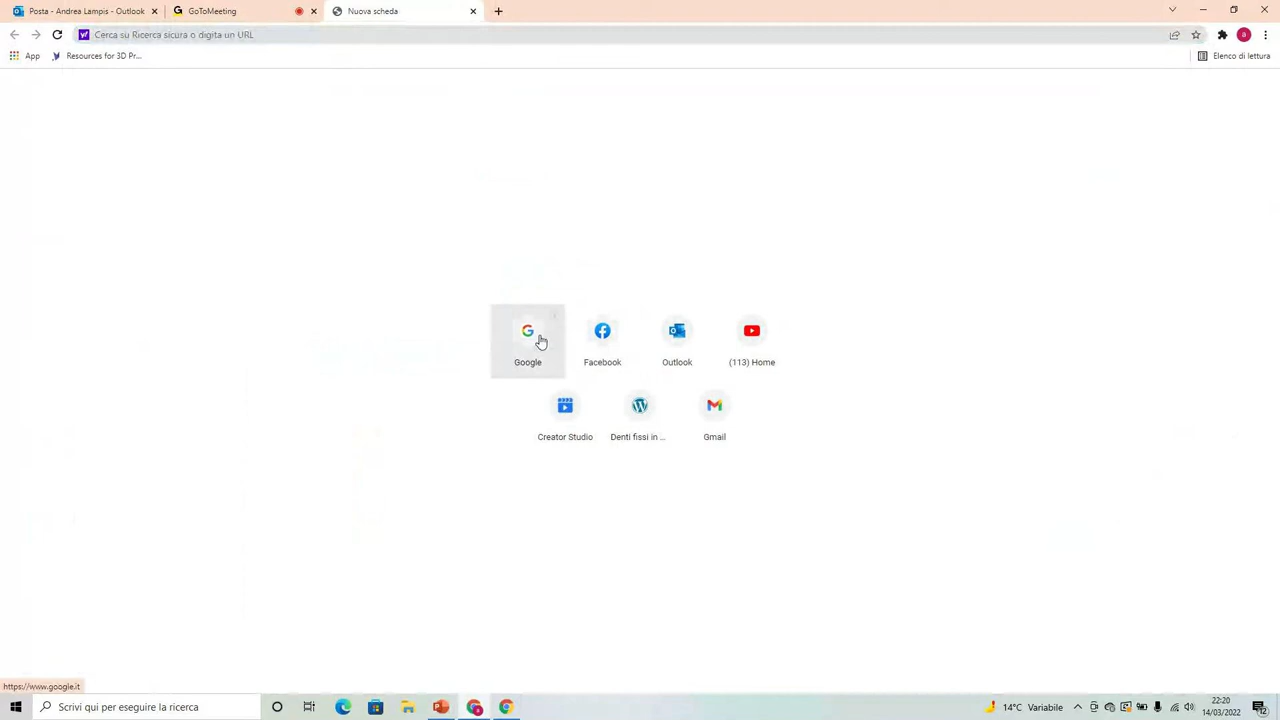 Posta - Andrea Lampis - Outlook
GoToMeeting
Nuova scheda
Cerca su Ricerca sicura o digita un URL
App
Resources for 3D Pr...
Elenco di lettura
Google
Facebook
Outlook
(113) Home
Creator Studio
Denti fissi in ...
Gmail
https://www.google.it
Scrivi qui per eseguire la ricerca
14°C Variabile
22:20
14/03/2022